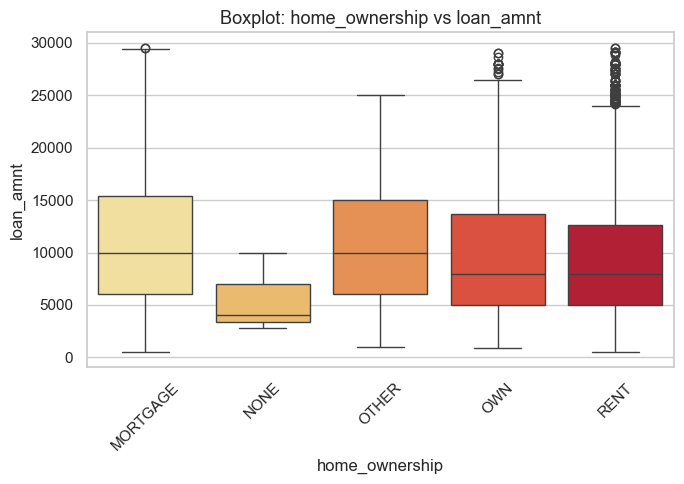 Boxplot: home_ownership vs loan_amnt
30000
25000
20000
15000
10000
5000
0
loan_amnt
MORTGAGE
NONE
OTHER
OWN
RENT
home_ownership